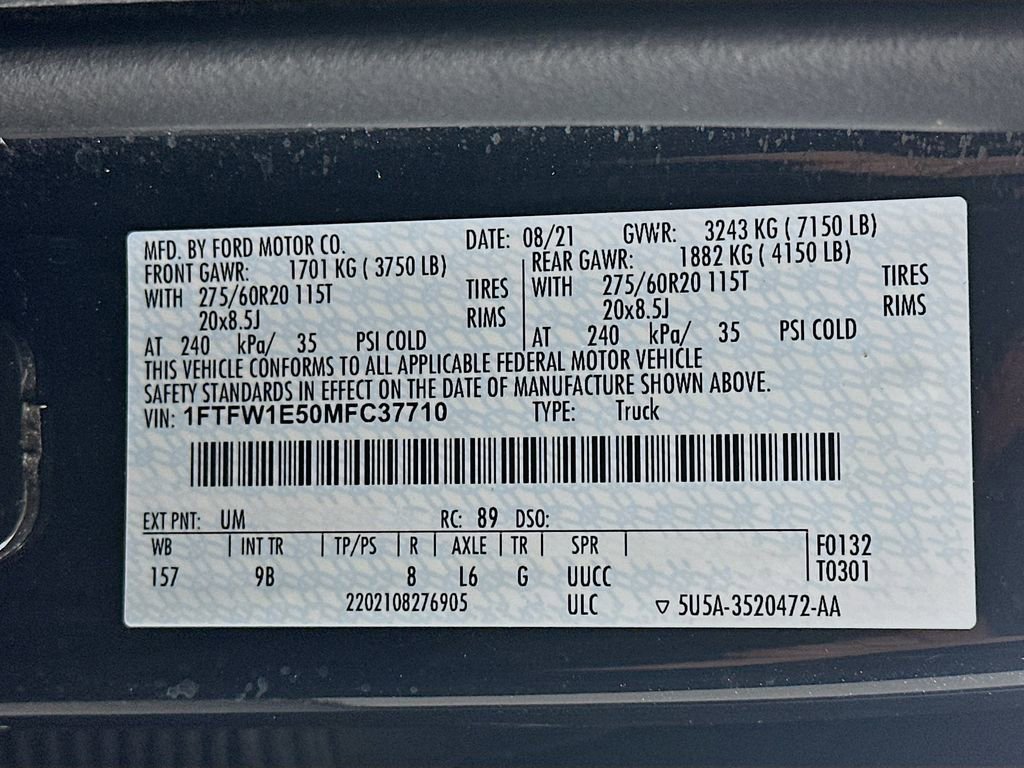 MFD. BY FORD MOTOR CO. DATE: 08/21 GVWR: 3243 KG ( 7150 LB)
FRONT GAWR: 1701 KG ( 3750 LB) REAR GAWR: 1882 KG ( 4150 LB)
WITH 275/60R20 115T TIRES WITH 275/60R20 115T TIRES
20x8.5J RIMS 20x8.5J RIMS
AT 240 kPa/ 35 PSI COLD AT 240 kPa/ 35 PSI COLD
THIS VEHICLE CONFORMS TO ALL APPLICABLE FEDERAL MOTOR VEHICLE
SAFETY STANDARDS IN EFFECT ON THE DATE OF MANUFACTURE SHOWN ABOVE.
VIN: 1FTFW1E50MFC37710 TYPE: Truck
EXT PNT: UM RC: 89 DSO:
WB | INT TR | TP/PS | R | AXLE | TR | SPR | F0132
157 9B 8 L6 G UUCC T0301
2202108276905 ULC ▽ 5U5A-3520472-AA